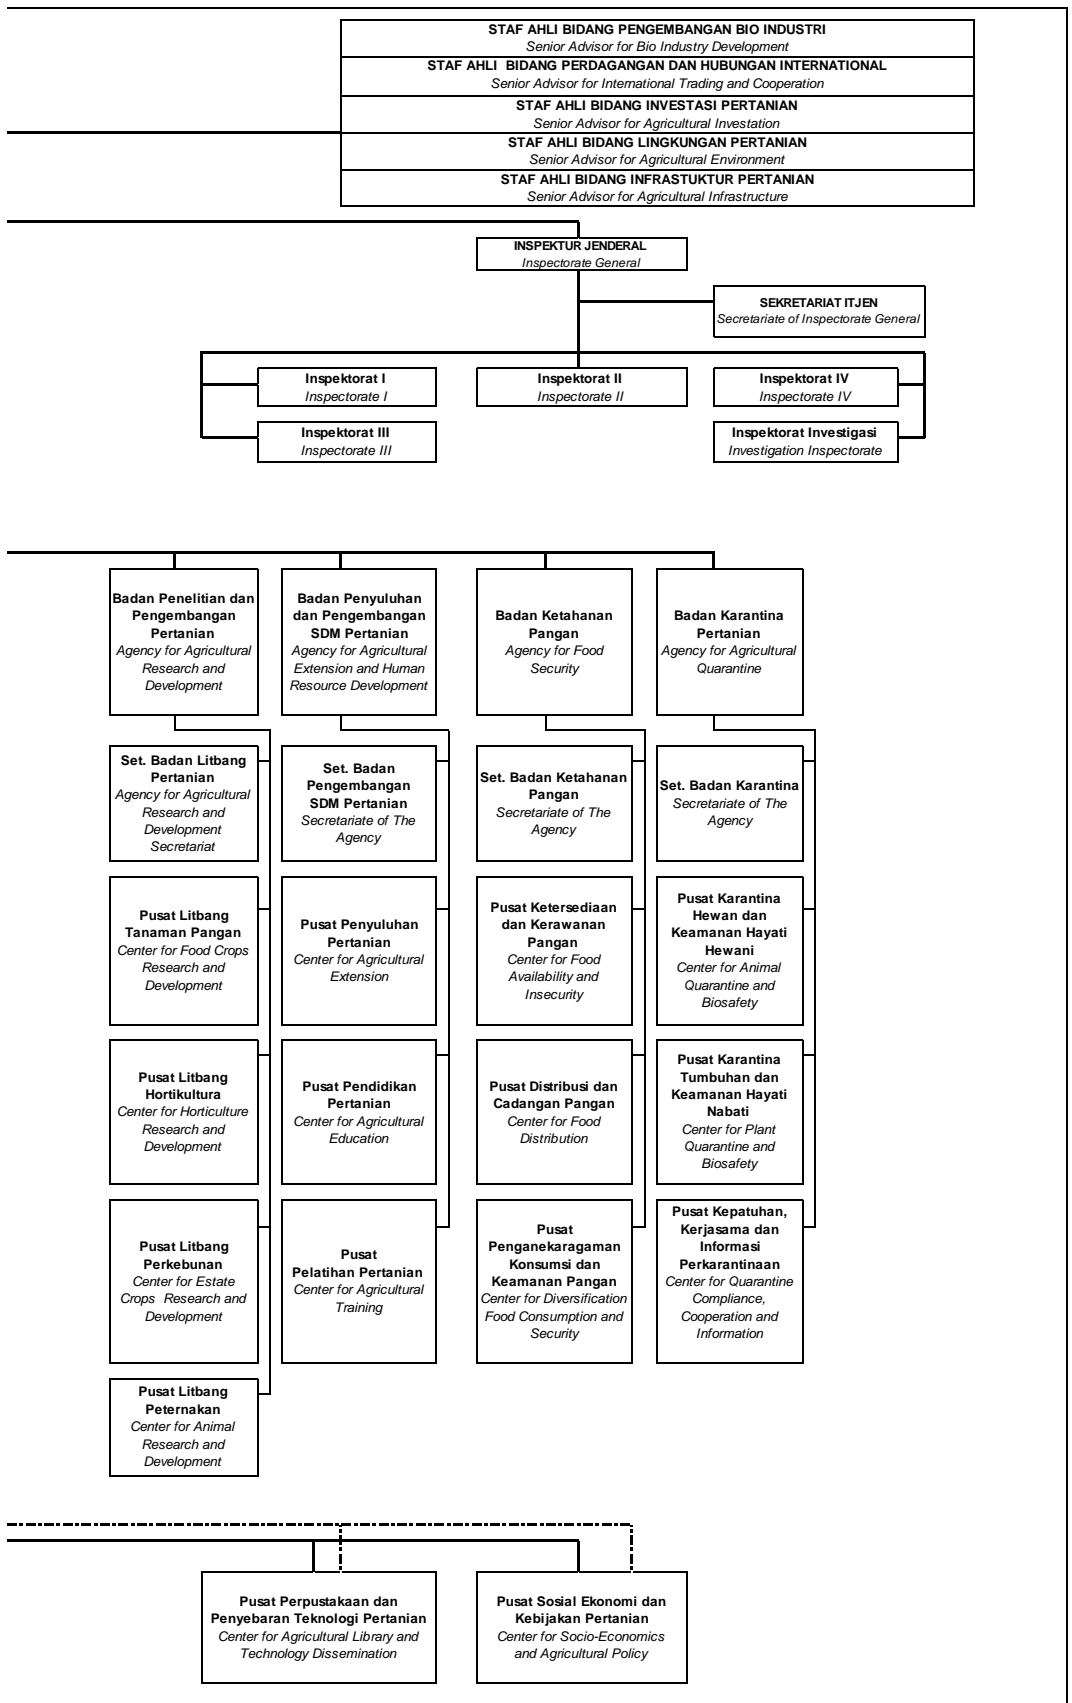 STAF AHLI BIDANG PENGEMBANGAN BIO INDUSTRI
Senior Advisor for Bio Industry Development
STAF AHLI BIDANG PERDAGANGAN DAN HUBUNGAN INTERNATIONAL
Senior Advisor for International Trading and Cooperation
STAF AHLI BIDANG INVESTASI PERTANIAN
Senior Advisor for Agricultural Investation
STAF AHLI BIDANG LINGKUNGAN PERTANIAN
Senior Advisor for Agricultural Environment
STAF AHLI BIDANG INFRASTUKTUR PERTANIAN
Senior Advisor for Agricultural Infrastructure
INSPEKTUR JENDERAL
Inspectorate General
SEKRETARIAT ITJEN
Secretariate of Inspectorate General
Inspektorat I
Inspectorate I
Inspektorat II
Inspectorate II
Inspektorat IV
Inspectorate IV
Inspektorat III
Inspectorate III
Inspektorat Investigasi
Investigation Inspectorate
Badan Penelitian dan
Pengembangan
Pertanian
Agency for Agricultural
Research and
Development
Badan Penyuluhan
dan Pengembangan
SDM Pertanian
Agency for Agricultural
Extension and Human
Resource Development
Badan Ketahanan
Pangan
Agency for Food
Security
Badan Karantina
Pertanian
Agency for Agricultural
Quarantine
Set. Badan Litbang
Pertanian
Agency for Agricultural
Research and
Development
Secretariat
Set. Badan
Pengembangan
SDM Pertanian
Secretariate of The
Agency
Set. Badan Ketahanan
Pangan
Secretariate of The
Agency
Set. Badan Karantina
Secretariate of The
Agency
Pusat Litbang
Tanaman Pangan
Center for Food Crops
Research and
Development
Pusat Penyuluhan
Pertanian
Center for Agricultural
Extension
Pusat Ketersediaan
dan Kerawanan
Pangan
Center for Food
Availability and
Insecurity
Pusat Karantina
Hewan dan
Keamanan Hayati
Hewani
Center for Animal
Quarantine and
Biosafety
Pusat Litbang
Hortikultura
Center for Horticulture
Research and
Development
Pusat Pendidikan
Pertanian
Center for Agricultural
Education
Pusat Distribusi dan
Cadangan Pangan
Center for Food
Distribution
Pusat Karantina
Tumbuhan dan
Keamanan Hayati
Nabati
Center for Plant
Quarantine and
Biosafety
Pusat Litbang
Perkebunan
Center for Estate
Crops Research and
Development
Pusat
Pelatihan Pertanian
Center for Agricultural
Training
Pusat
Penganekaragaman
Konsumsi dan
Keamanan Pangan
Center for Diversification
Food Consumption and
Security
Pusat Kepatuhan,
Kerjasama dan
Informasi
Perkarantinaan
Center for Quarantine
Compliance,
Cooperation and
Information
Pusat Litbang
Peternakan
Center for Animal
Research and
Development
Pusat Perpustakaan dan
Penyebaran Teknologi Pertanian
Center for Agricultural Library and
Technology Dissemination
Pusat Sosial Ekonomi dan
Kebijakan Pertanian
Center for Socio-Economics
and Agricultural Policy